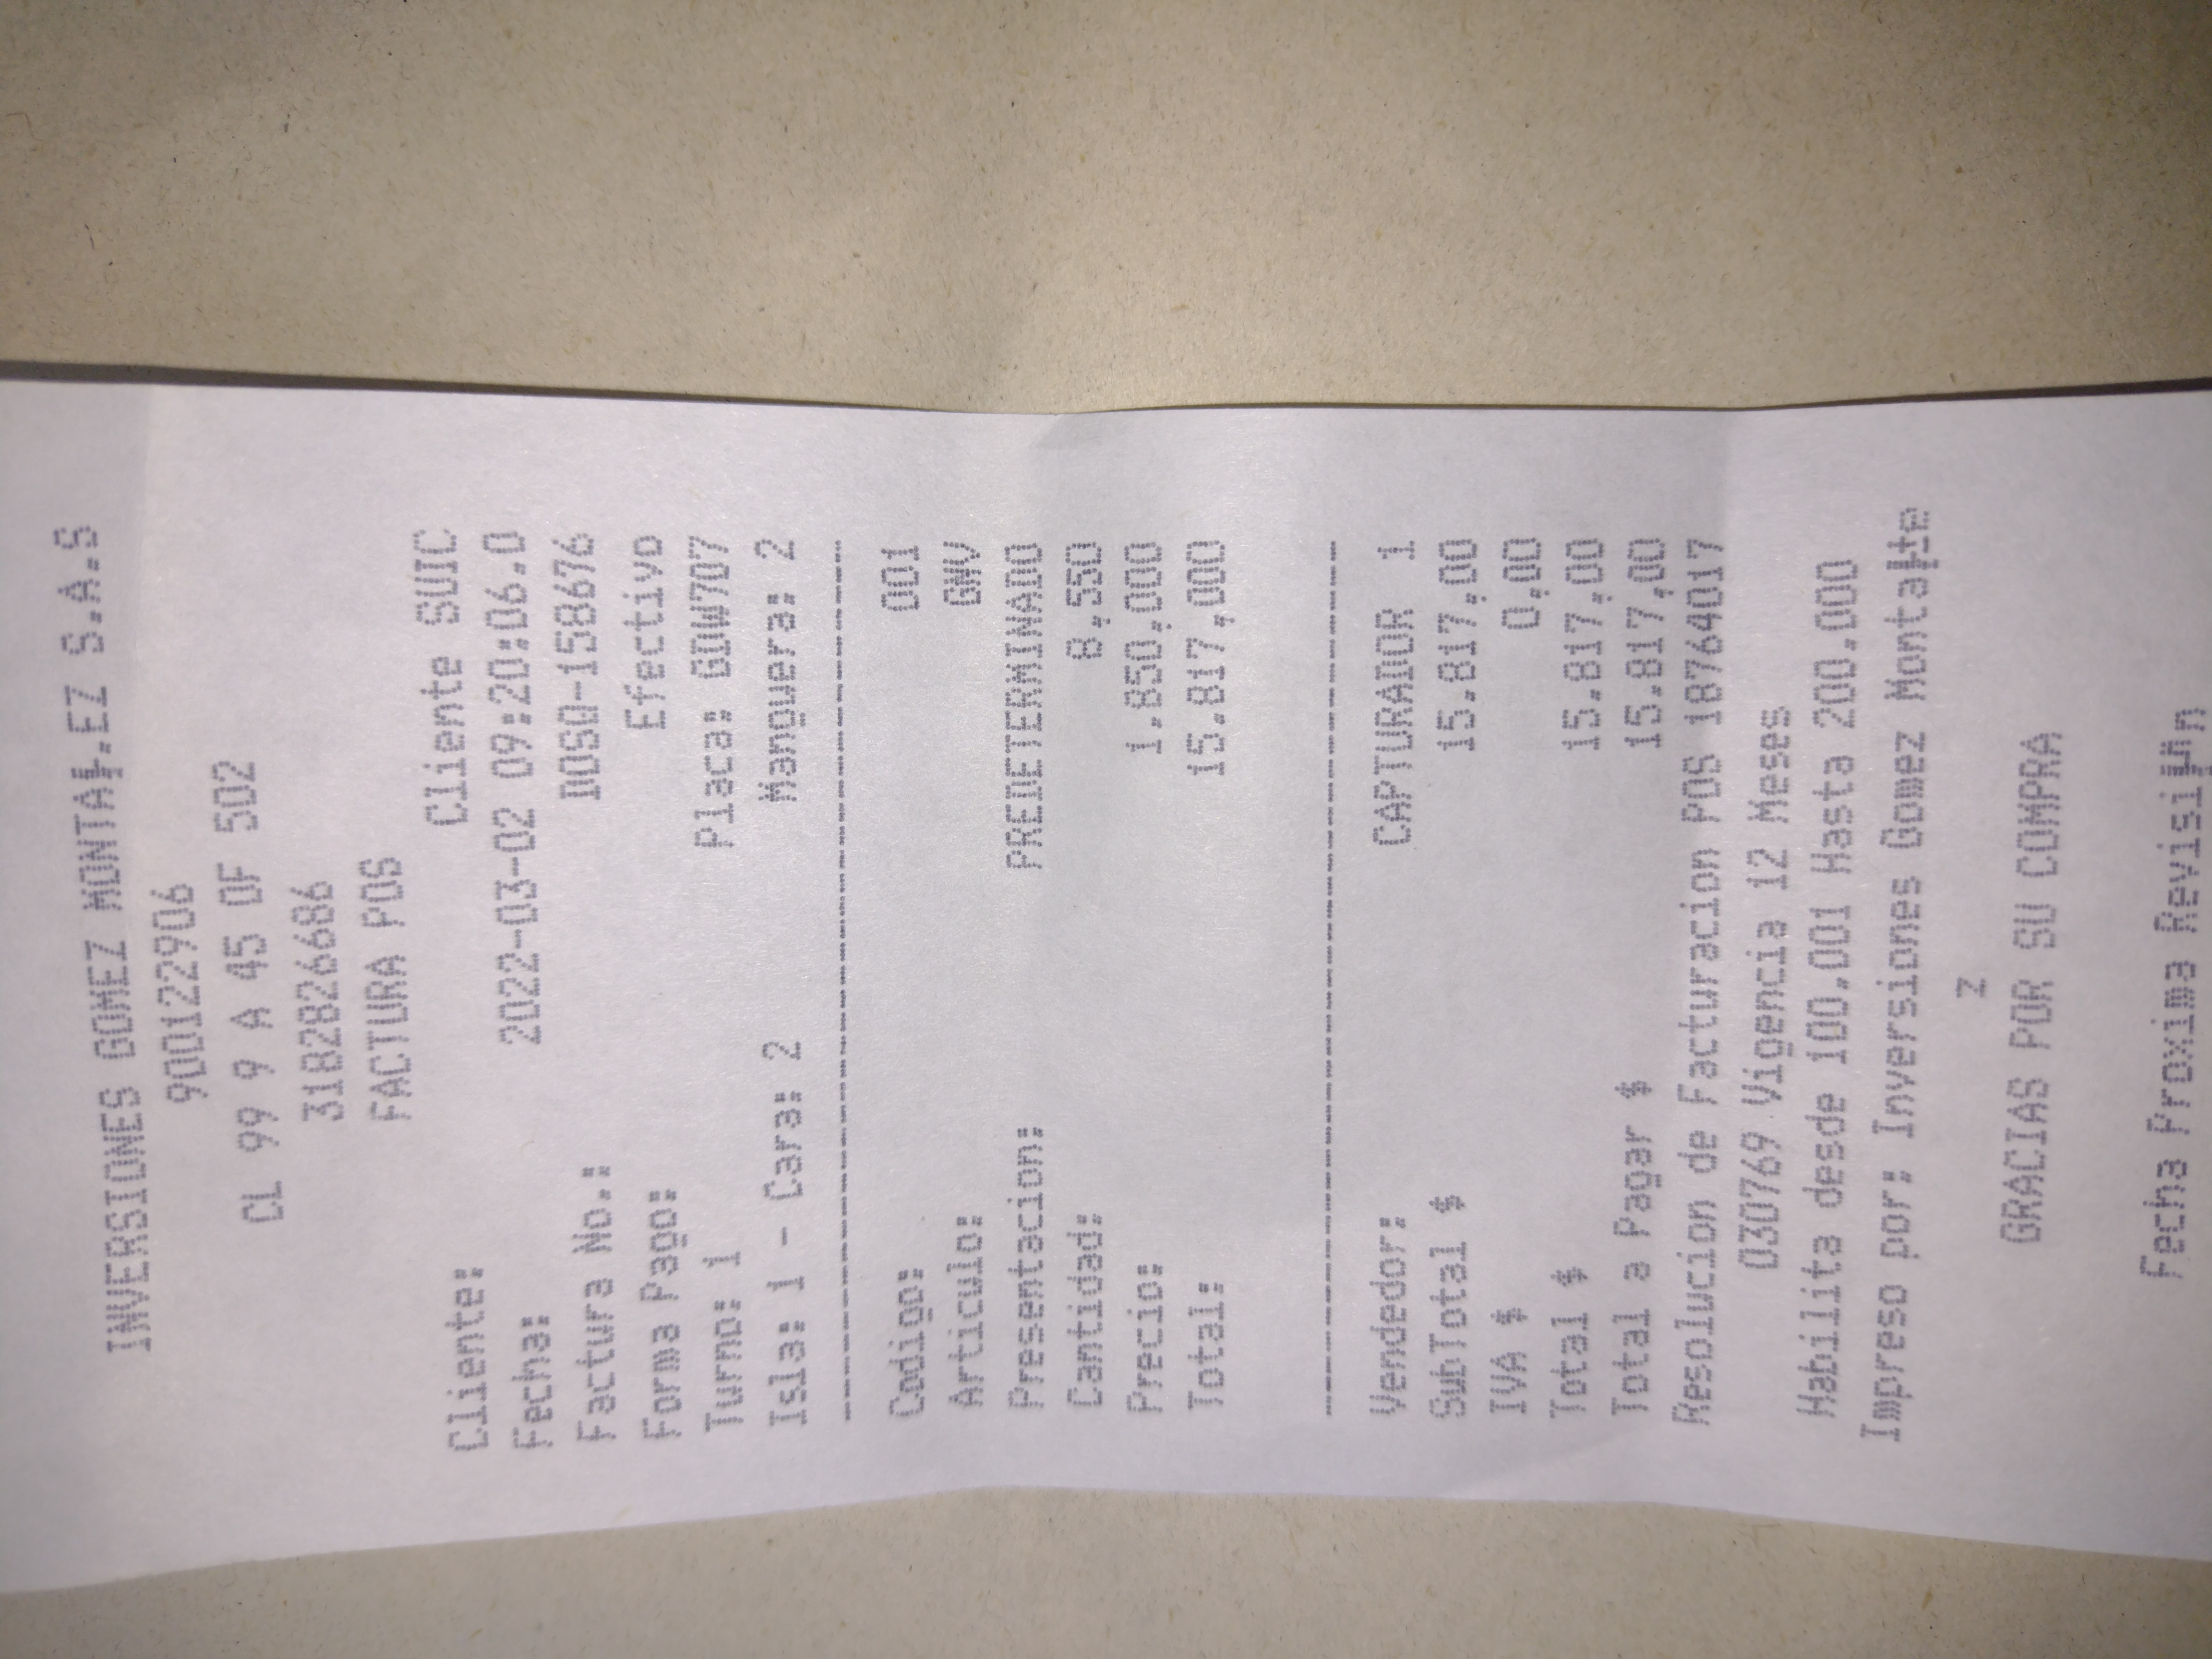 INVERSIONES GOMEZ MONTAÑEZ S.A.S
900122906
CL 99 9 A 45 OF 502
3182826686
FACTURA POS
Cliente: Cliente SUIC
Fecha: 2022-03-02 09:20:06.0
Factura No.: DOSQ-158676
Forma Pago: Efectivo
Turno: 1 Placa: GDW707
Isla: 1 - Cara: 2 Manguera: 2
Codigo: 001
Articulo: GNV
Presentacion: PREDETERMINADO
Cantidad: 8,550
Precio: 1.850,000
Total: 15.817,000
Vendedor: CAPTURADOR 1
SubTotal $ 15.817,00
IVA $ 0,00
Total $ 15.817,00
Total a Pagar $ 15.817,00
Resolucion de Facturacion POS 18764017
030769 Vigencia 12 Meses
Habilita desde 100.001 Hasta 200.000
Impreso por: Inversiones Gomez Montañe
z
GRACIAS POR SU COMPRA
Fecha Proxima Revisión